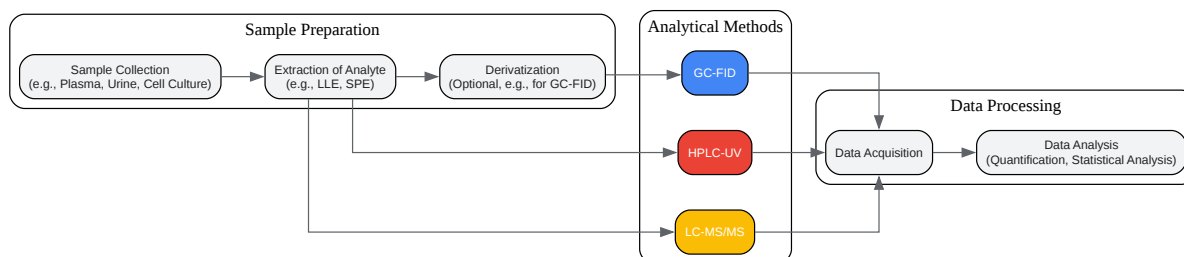 Sample Preparation
Sample Collection
(e.g., Plasma, Urine, Cell Culture)
Extraction of Analyte
(e.g., LLE, SPE)
Derivatization
(Optional, e.g., for GC-FID)
Analytical Methods
GC-FID
HPLC-UV
LC-MS/MS
Data Processing
Data Acquisition
Data Analysis
(Quantification, Statistical Analysis)